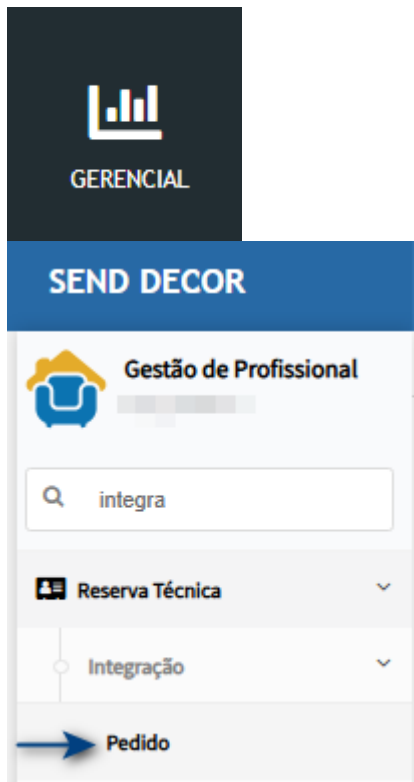 GERENCIAL
SEND DECOR
Gestão de Profissional
integra
Reserva Técnica
Integração
Pedido